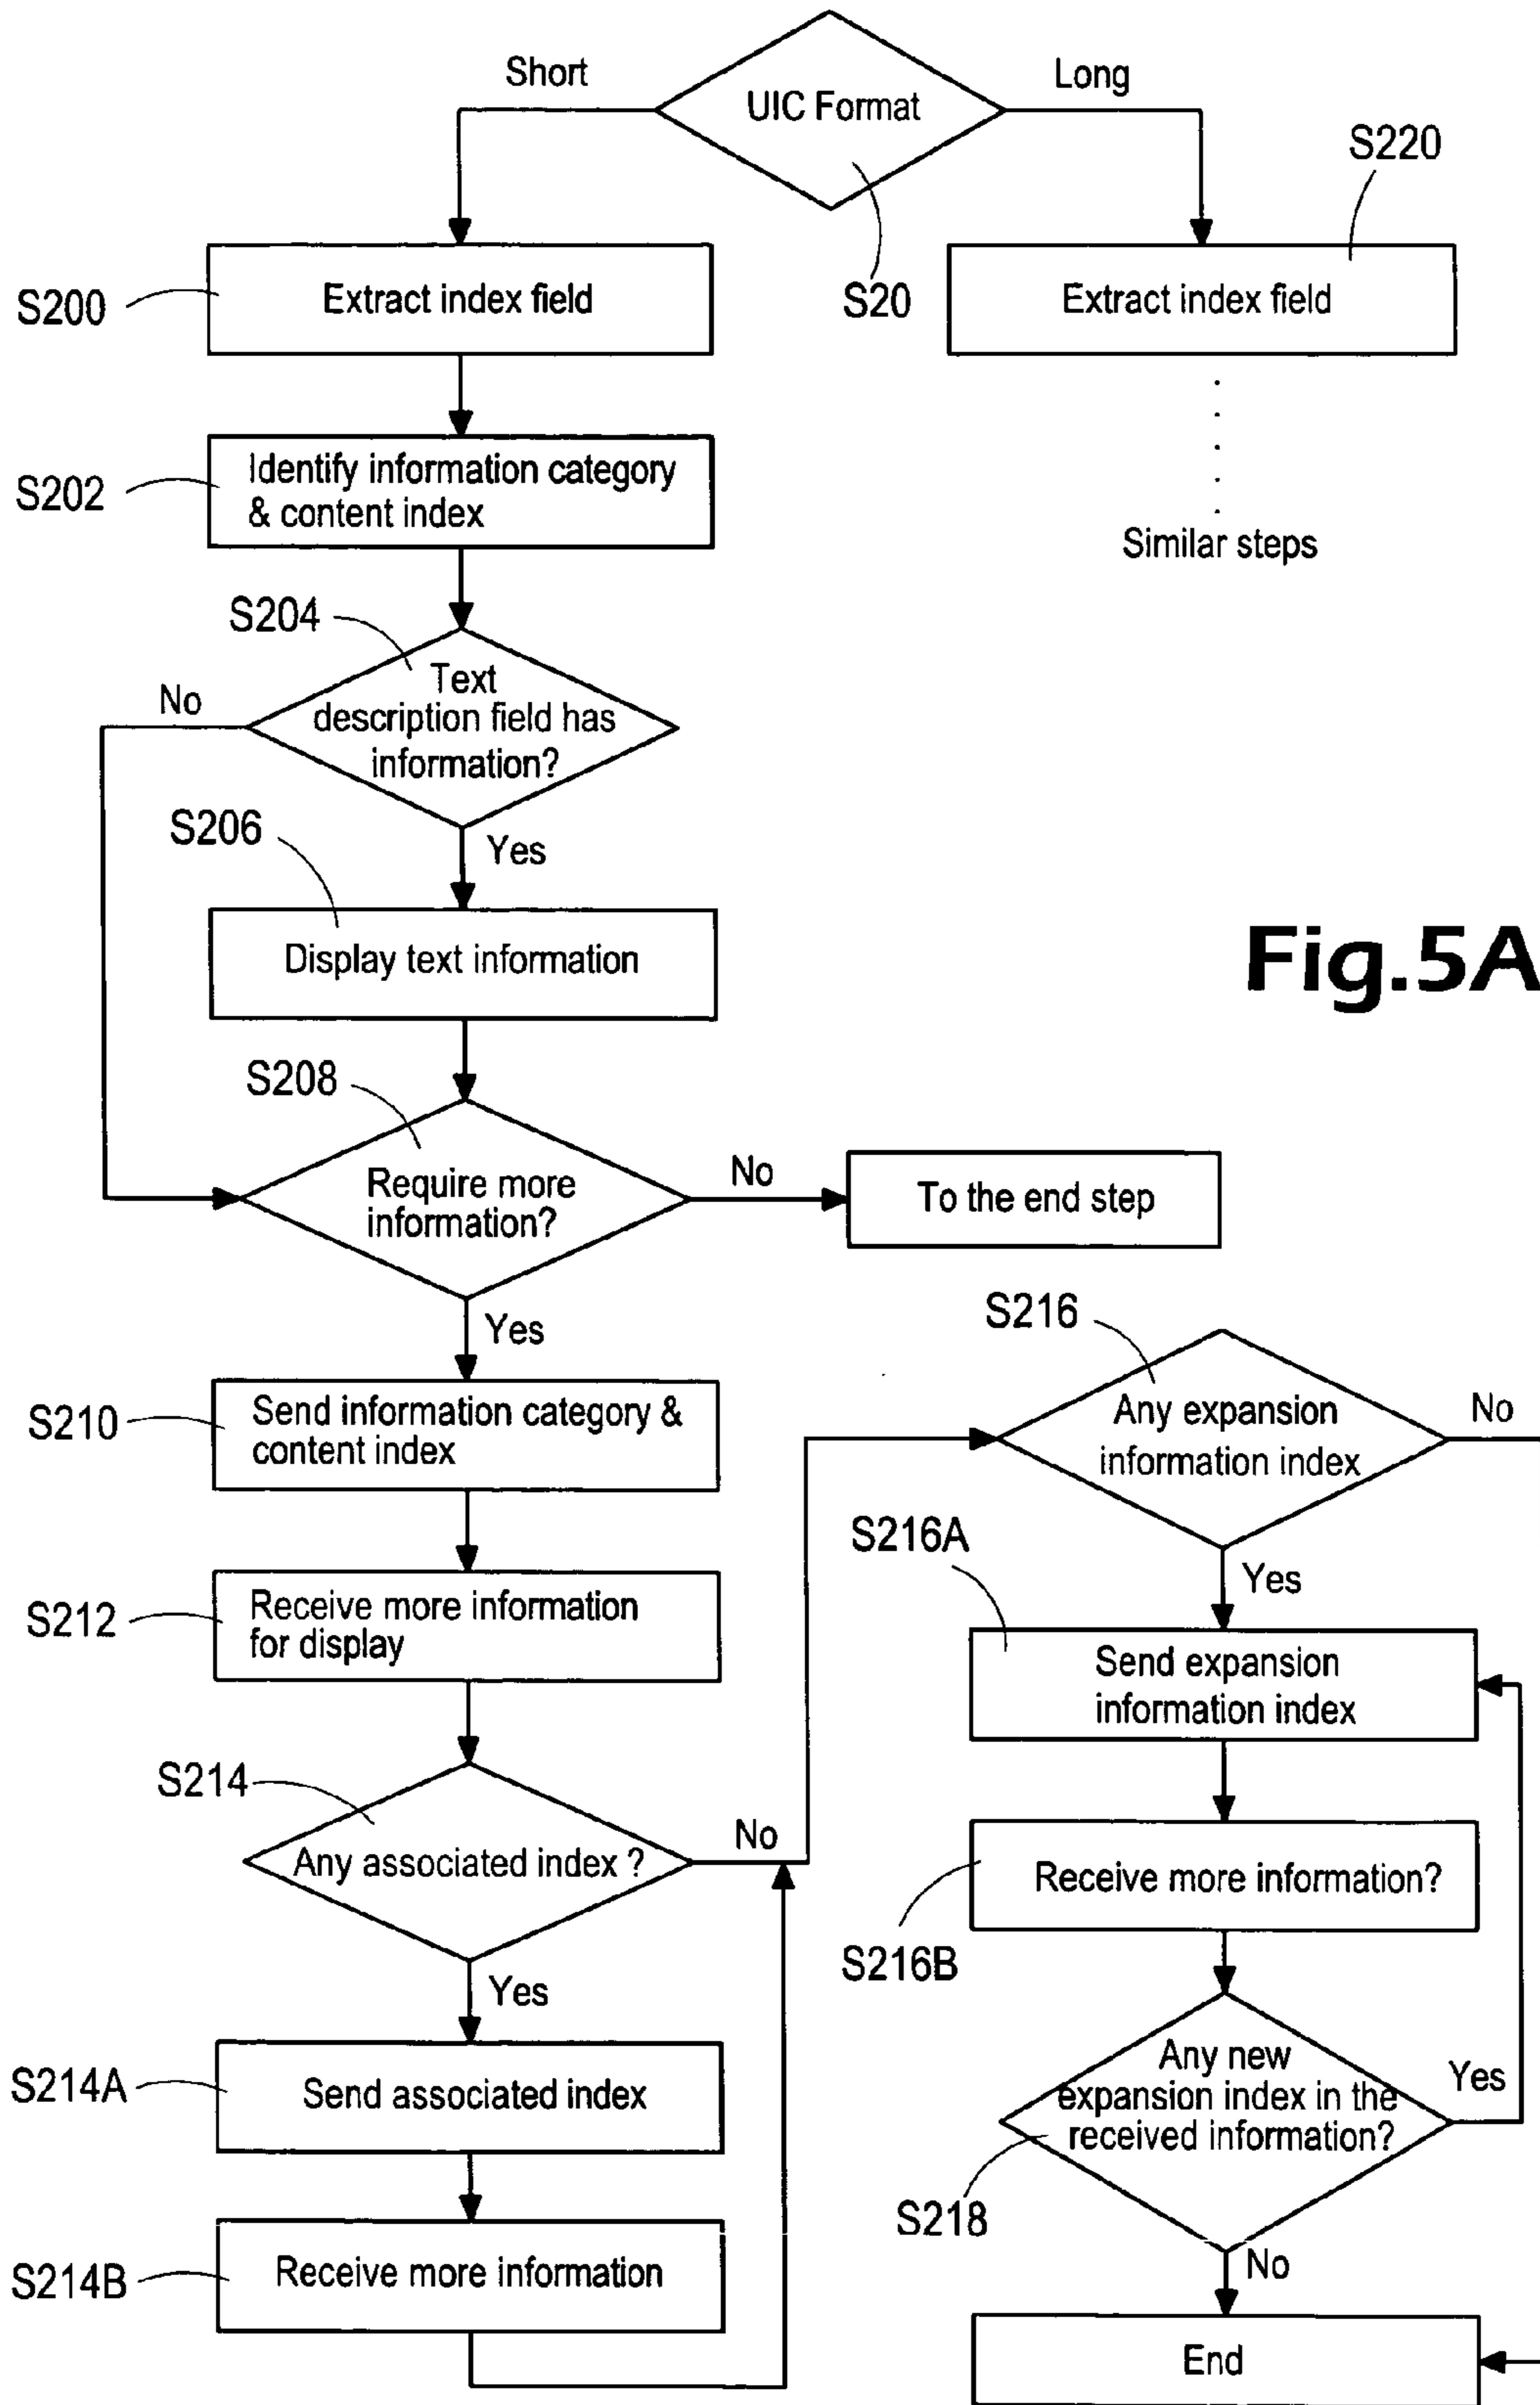 Short
UIC Format
Long
S220
S200
Extract index field
S20
Extract index field
S202
Identify information category
& content index
.
.
.
.
.
Similar steps
S204
No
Text
description field has
information?
S206
Yes
Display text information
Fig.5A
S208
Require more
information?
No
To the end step
Yes
S210
Send information category &
content index
S212
Receive more information
for display
S214
Any associated index ?
No
Yes
S214A
Send associated index
S214B
Receive more information
S216
Any expansion
information index
No
S216A
Yes
Send expansion
information index
Receive more information?
S216B
Any new
expansion index in the
received information?
Yes
S218
No
End